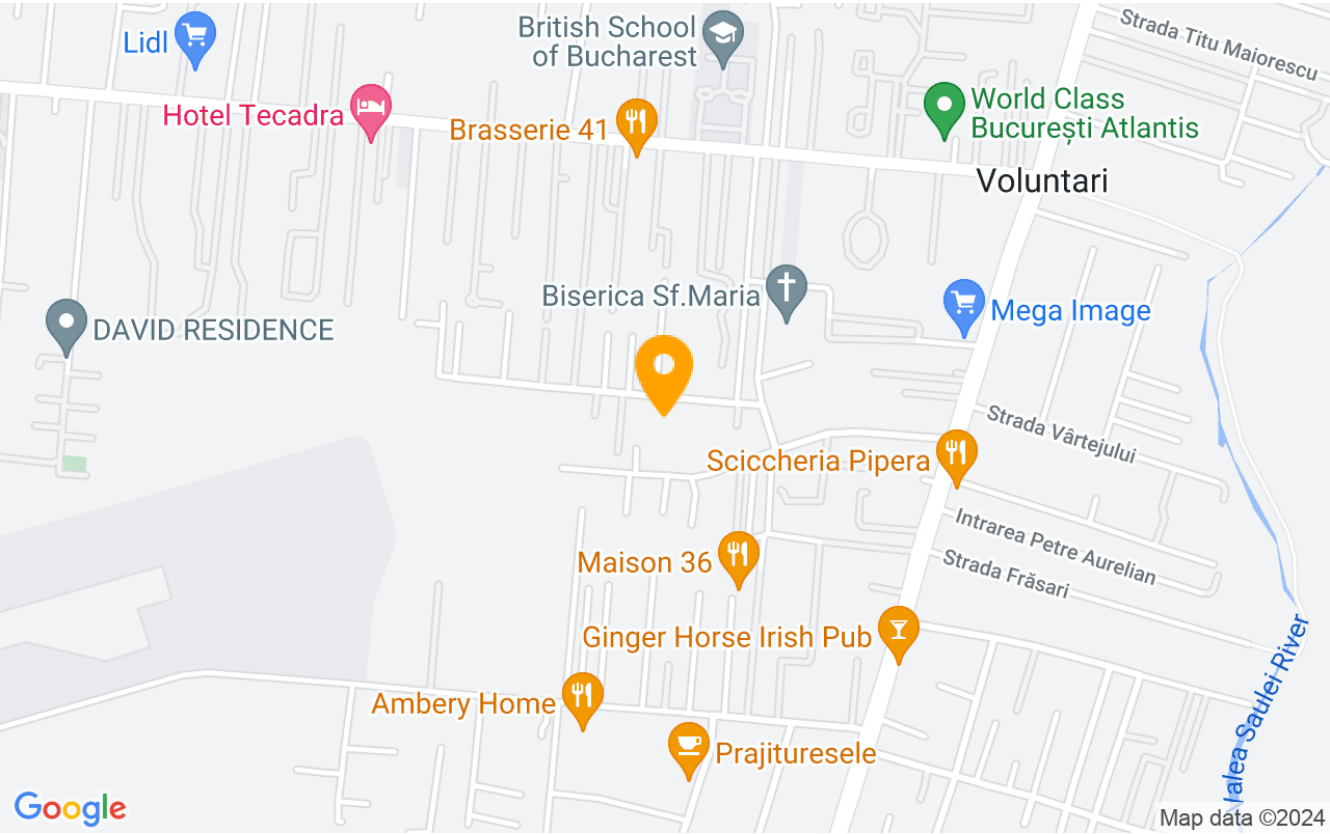 Strada Titu Maiorescu
British School
of Bucharest
Lidl
World Class
București Atlantis
Hotel Tecadra
Brasserie 41
Voluntari
Biserica Sf.Maria
Mega Image
DAVID RESIDENCE
Strada Vârtejului
Sciccheria Pipera
Intrarea Petre Aurelian
Strada Frăsari
Maison 36
Ginger Horse Irish Pub
Ambery Home
Prajituresele
Saulei River
Google
Map data ©2024